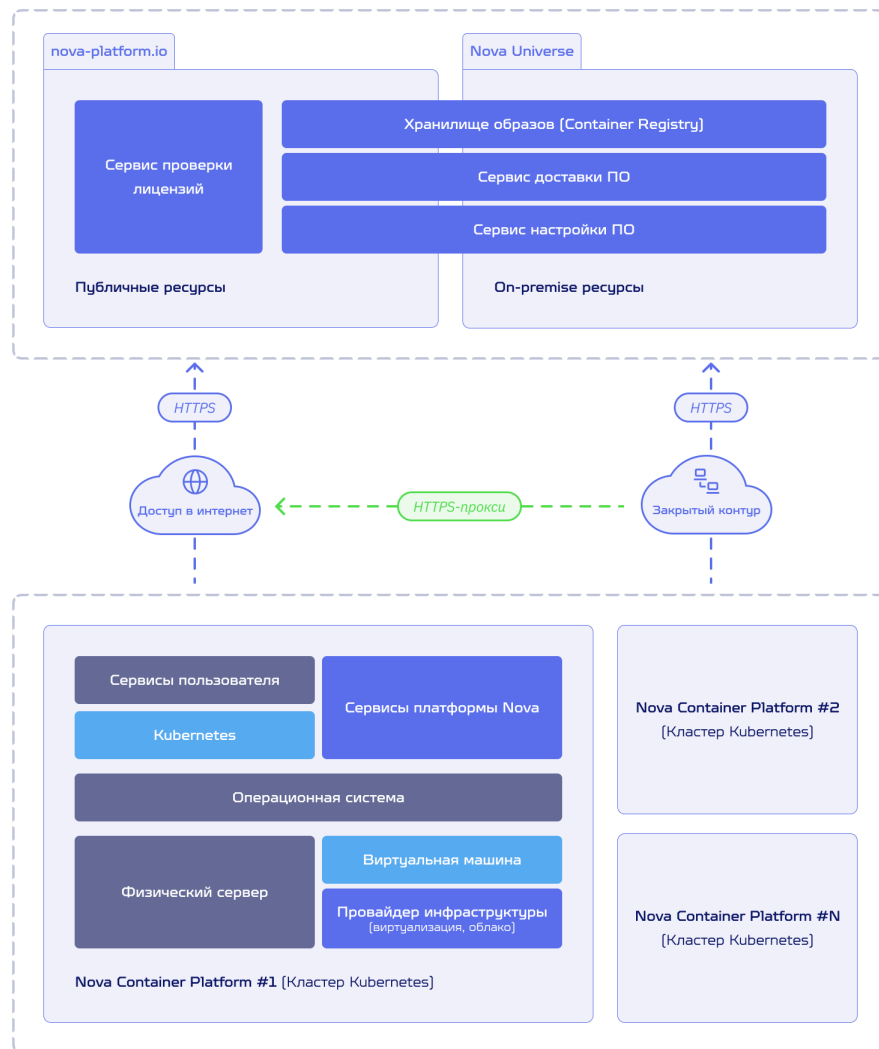 nova-platform.io
Nova Universe
Сервис проверки
лицензий
Хранилище образов (Container Registry)
Сервис доставки ПО
Сервис настройки ПО
Публичные ресурсы
On-premise ресурсы
HTTPS
HTTPS
Доступ в интернет
HTTPS-прокси
Закрытый контур
Сервисы пользователя
Kubernetes
Сервисы платформы Nova
Операционная система
Физический сервер
Виртуальная машина
Провайдер инфраструктуры
(виртуализация, облако)
Nova Container Platform #1 (Кластер Kubernetes)
Nova Container Platform #2
(Кластер Kubernetes)
Nova Container Platform #N
(Кластер Kubernetes)